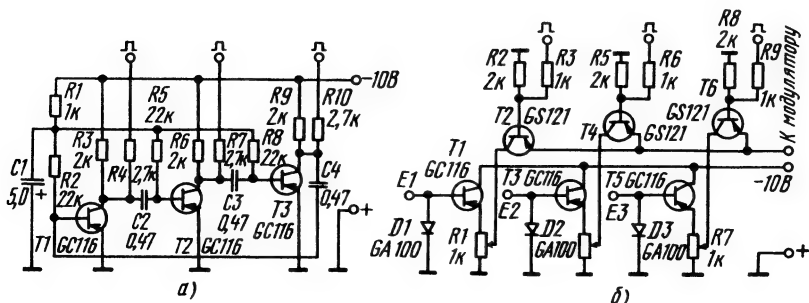 R1
1к
R3
2к
R4
2,7к
R5
22к
R6
2к
R7
2,7к
R8
22к
R9
2к
R10
2,7к
-10В
C1
5,0
+
R2
22к
C2
0,47
C3
0,47
C4
0,47
T1
GC116
T2
GC116
T3
GC116
+
а)
R2
2к
R3
1к
R5
2к
R6
1к
R8
2к
R9
1к
T2
GS121
T4
GS121
T6
GS121
К модулятору
T1
GC116
T3
GC116
T5
GC116
-10В
E1
E2
E3
D1
GA100
R1
1к
D2
GA100
D3
GA100
R7
1к
+
б)